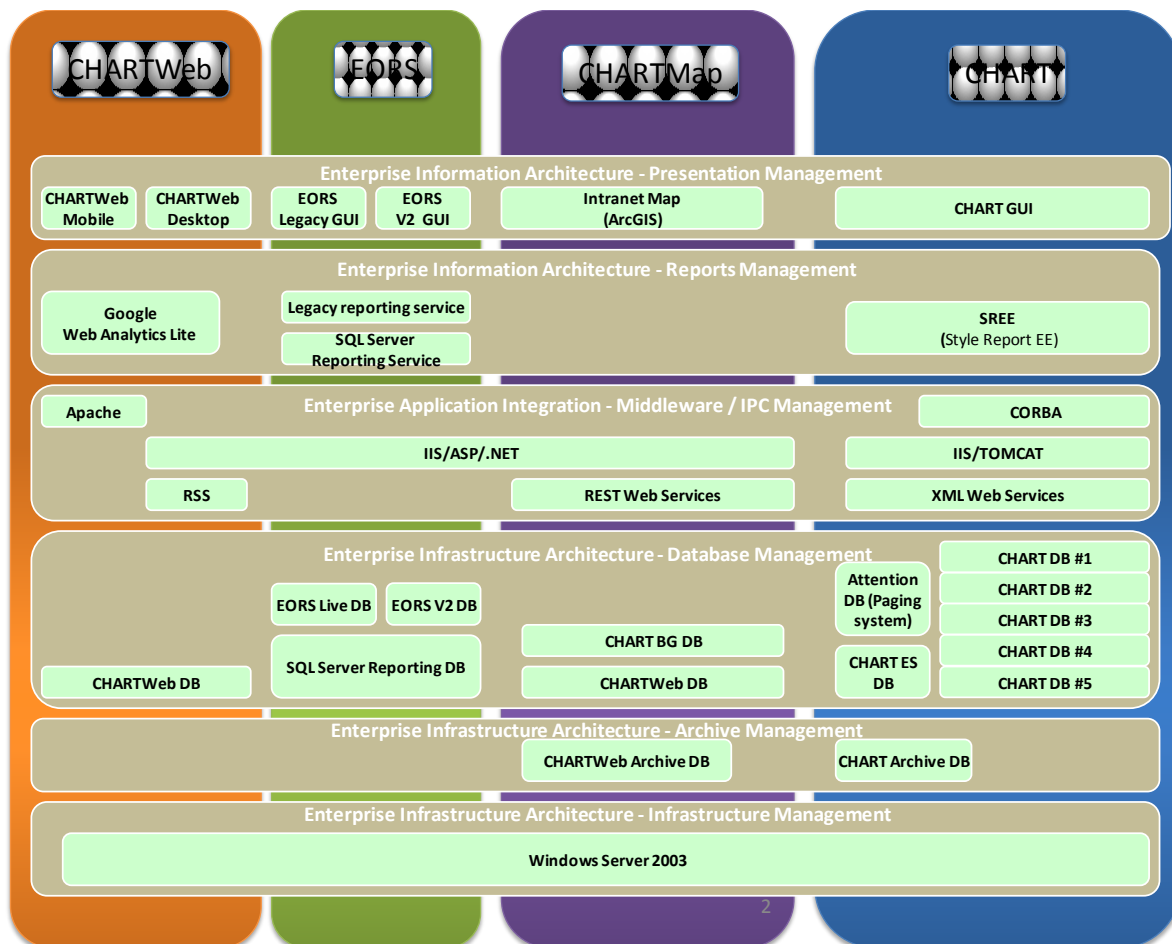 CHARTWeb
EORS
CHARTMap
CHART
Enterprise Information Architecture - Presentation Management
CHARTWeb
Mobile
CHARTWeb
Desktop
EORS
Legacy GUI
EORS
V2 GUI
Intranet Map
(ArcGIS)
CHART GUI
Enterprise Information Architecture - Reports Management
Google
Web Analytics Lite
Legacy reporting service
SQL Server
Reporting Service
SREE
(Style Report EE)
Enterprise Application Integration - Middleware / IPC Management
Apache
CORBA
IIS/ASP/.NET
IIS/TOMCAT
RSS
REST Web Services
XML Web Services
Enterprise Infrastructure Architecture - Database Management
CHART DB #1
Attention
DB (Paging
system)
CHART DB #2
EORS Live DB
EORS V2 DB
CHART DB #3
CHART BG DB
SQL Server Reporting DB
CHART DB #4
CHART ES
DB
CHARTWeb DB
CHARTWeb DB
CHART DB #5
Enterprise Infrastructure Architecture - Archive Management
CHARTWeb Archive DB
CHART Archive DB
Enterprise Infrastructure Architecture - Infrastructure Management
Windows Server 2003
2